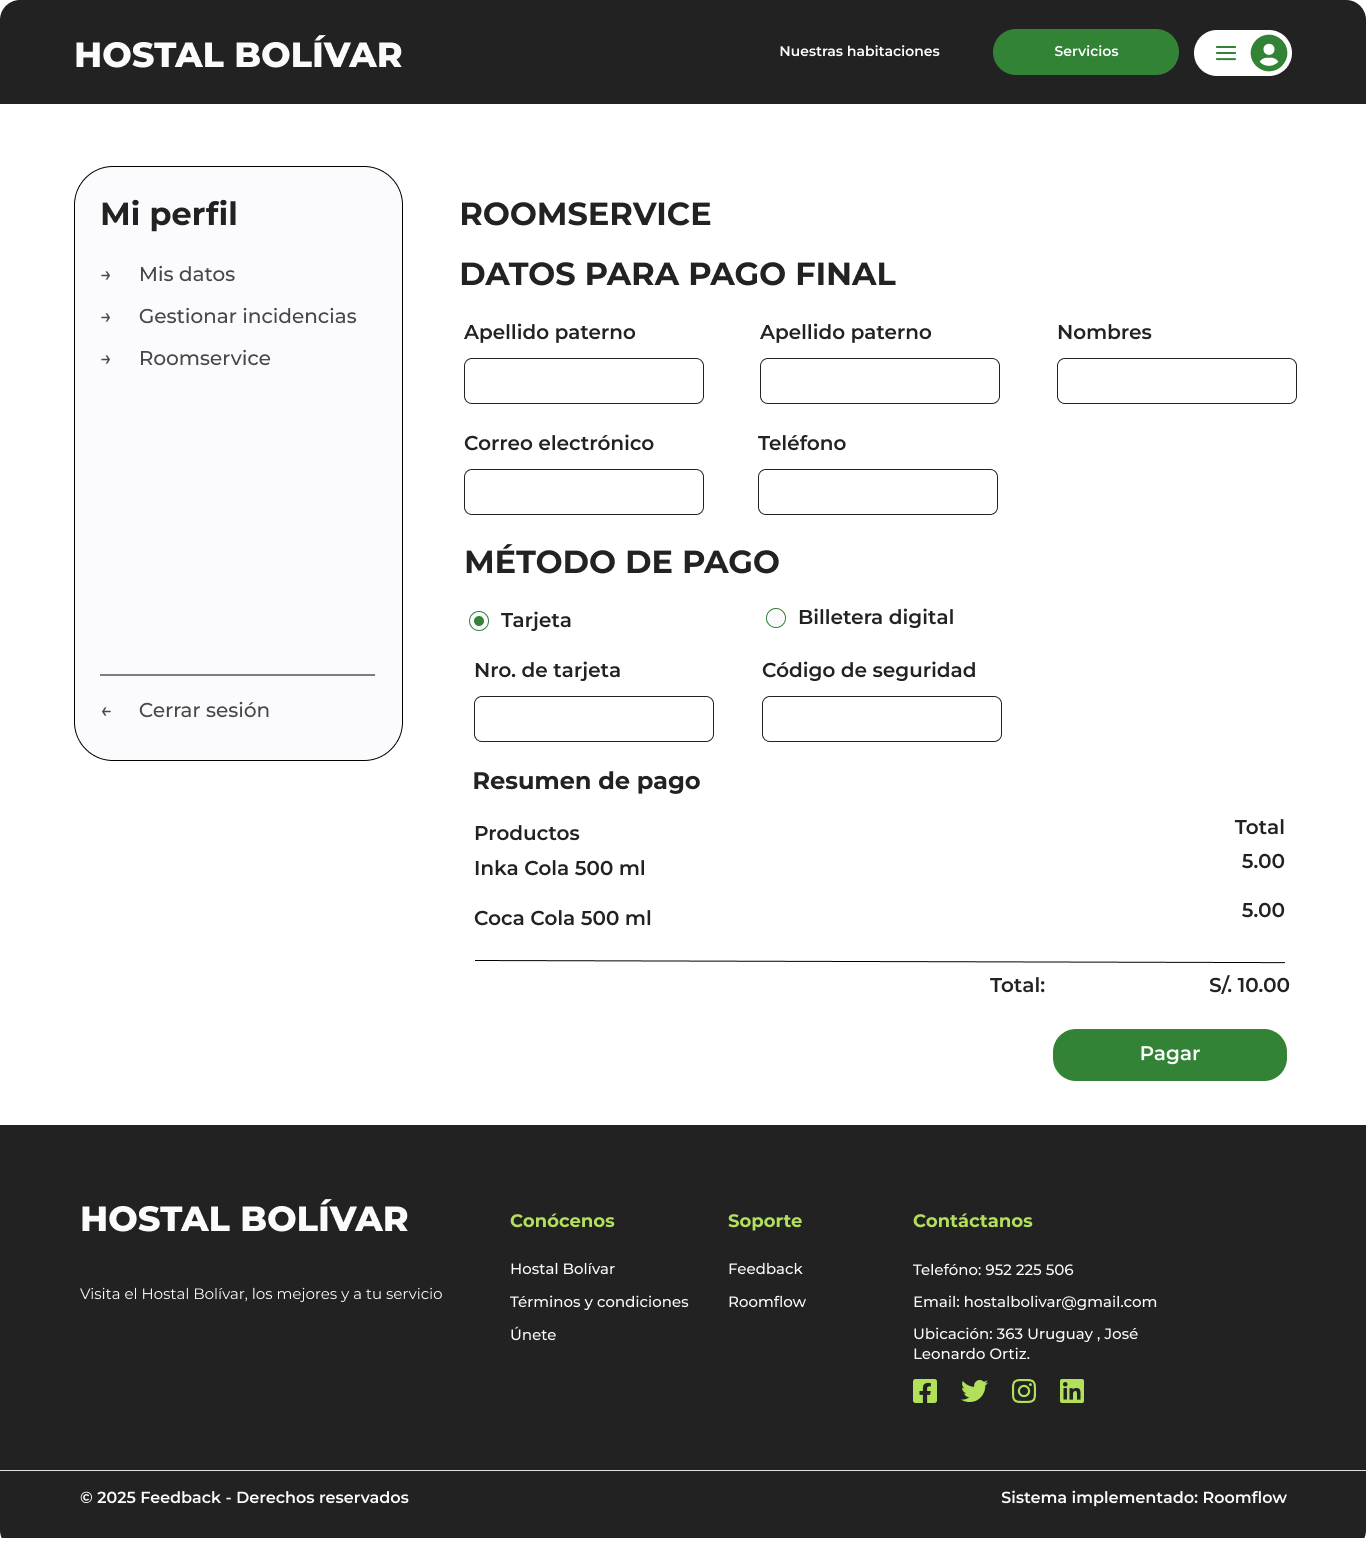 HOSTAL BOLÍVAR
Nuestras habitaciones
Servicios
Mi perfil
→ Mis datos
→ Gestionar incidencias
→ Roomservice
← Cerrar sesión
ROOMSERVICE
DATOS PARA PAGO FINAL
Apellido paterno
Apellido paterno
Nombres
Correo electrónico
Teléfono
MÉTODO DE PAGO
Tarjeta
Billetera digital
Nro. de tarjeta
Código de seguridad
Resumen de pago
Productos Total
Inka Cola 500 ml 5.00
Coca Cola 500 ml 5.00
Total: S/. 10.00
Pagar
HOSTAL BOLÍVAR
Visita el Hostal Bolívar, los mejores y a tu servicio
Conócenos
Hostal Bolívar
Términos y condiciones
Únete
Soporte
Feedback
Roomflow
Contáctanos
Telefóno: 952 225 506
Email: hostalbolivar@gmail.com
Ubicación: 363 Uruguay , José
Leonardo Ortiz.
© 2025 Feedback - Derechos reservados
Sistema implementado: Roomflow